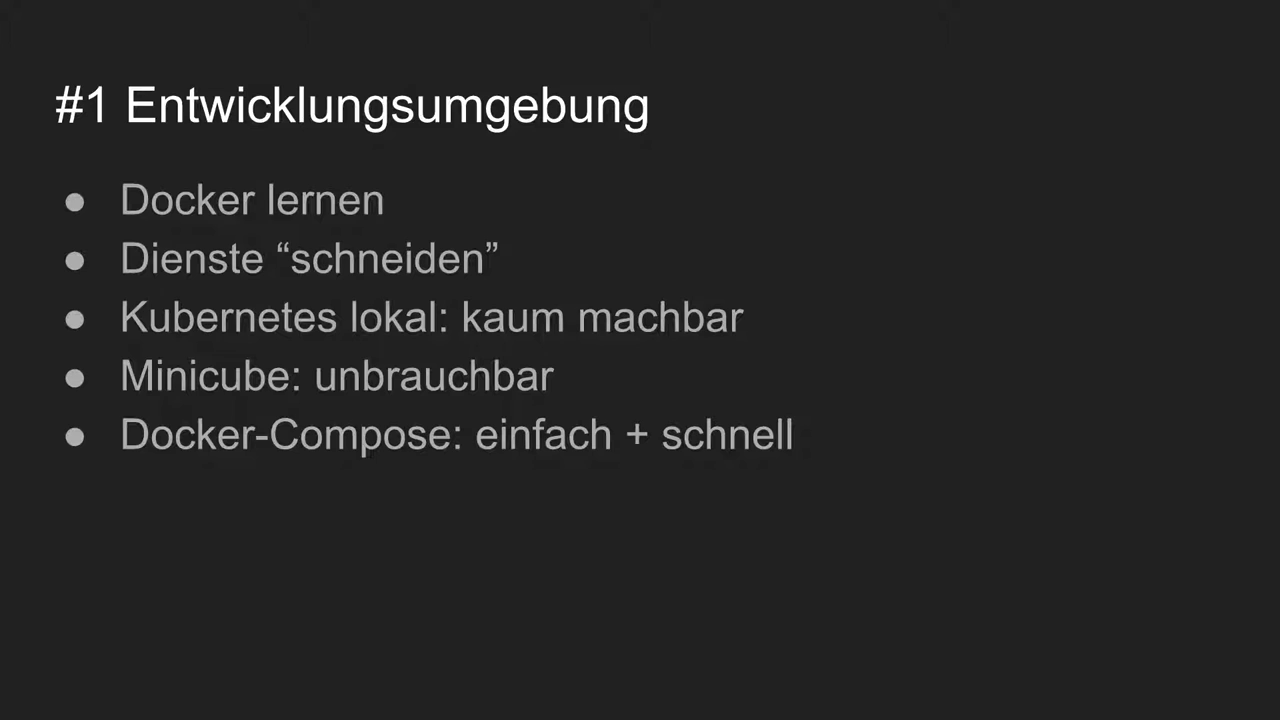 #1 Entwicklungsumgebung
● Docker lernen
● Dienste “schneiden”
● Kubernetes lokal: kaum machbar
● Minicube: unbrauchbar
● Docker-Compose: einfach + schnell